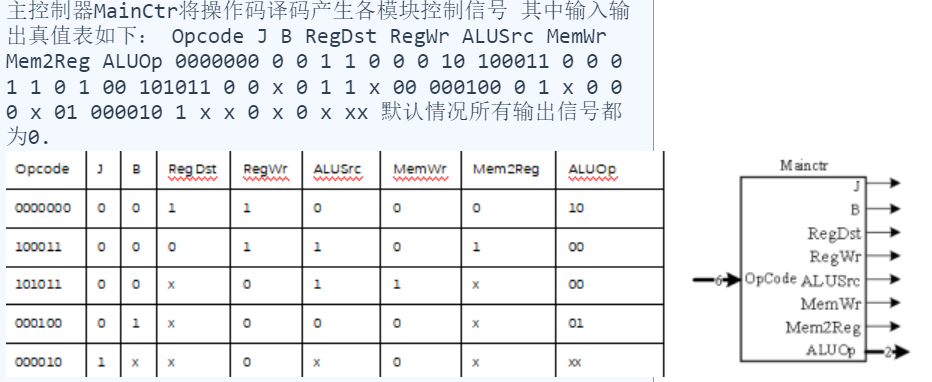 主控制器MainCtr将操作码译码产生各模块控制信号 其中输入输
出真值表如下： Opcode J B RegDst RegWr ALUSrc MemWr
Mem2Reg ALUOp 0000000 0 0 1 1 0 0 0 10 100011 0 0 0
1 1 0 1 00 101011 0 0 x 0 1 1 x 00 000100 0 1 x 0 0
0 x 01 000010 1 x x 0 x 0 x xx 默认情况所有输出信号都
为0.
Opcode J B RegDst RegWr ALUSrc MemWr Mem2Reg ALUOp
0000000 0 0 1 1 0 0 0 10
100011 0 0 0 1 1 0 1 00
101011 0 0 x 0 1 1 x 00
000100 0 1 x 0 0 0 x 01
000010 1 x x 0 x 0 x xx
Mainctr
J
B
RegDst
RegWr
6 OpCode ALUSrc
MemWr
Mem2Reg
ALUOp 2